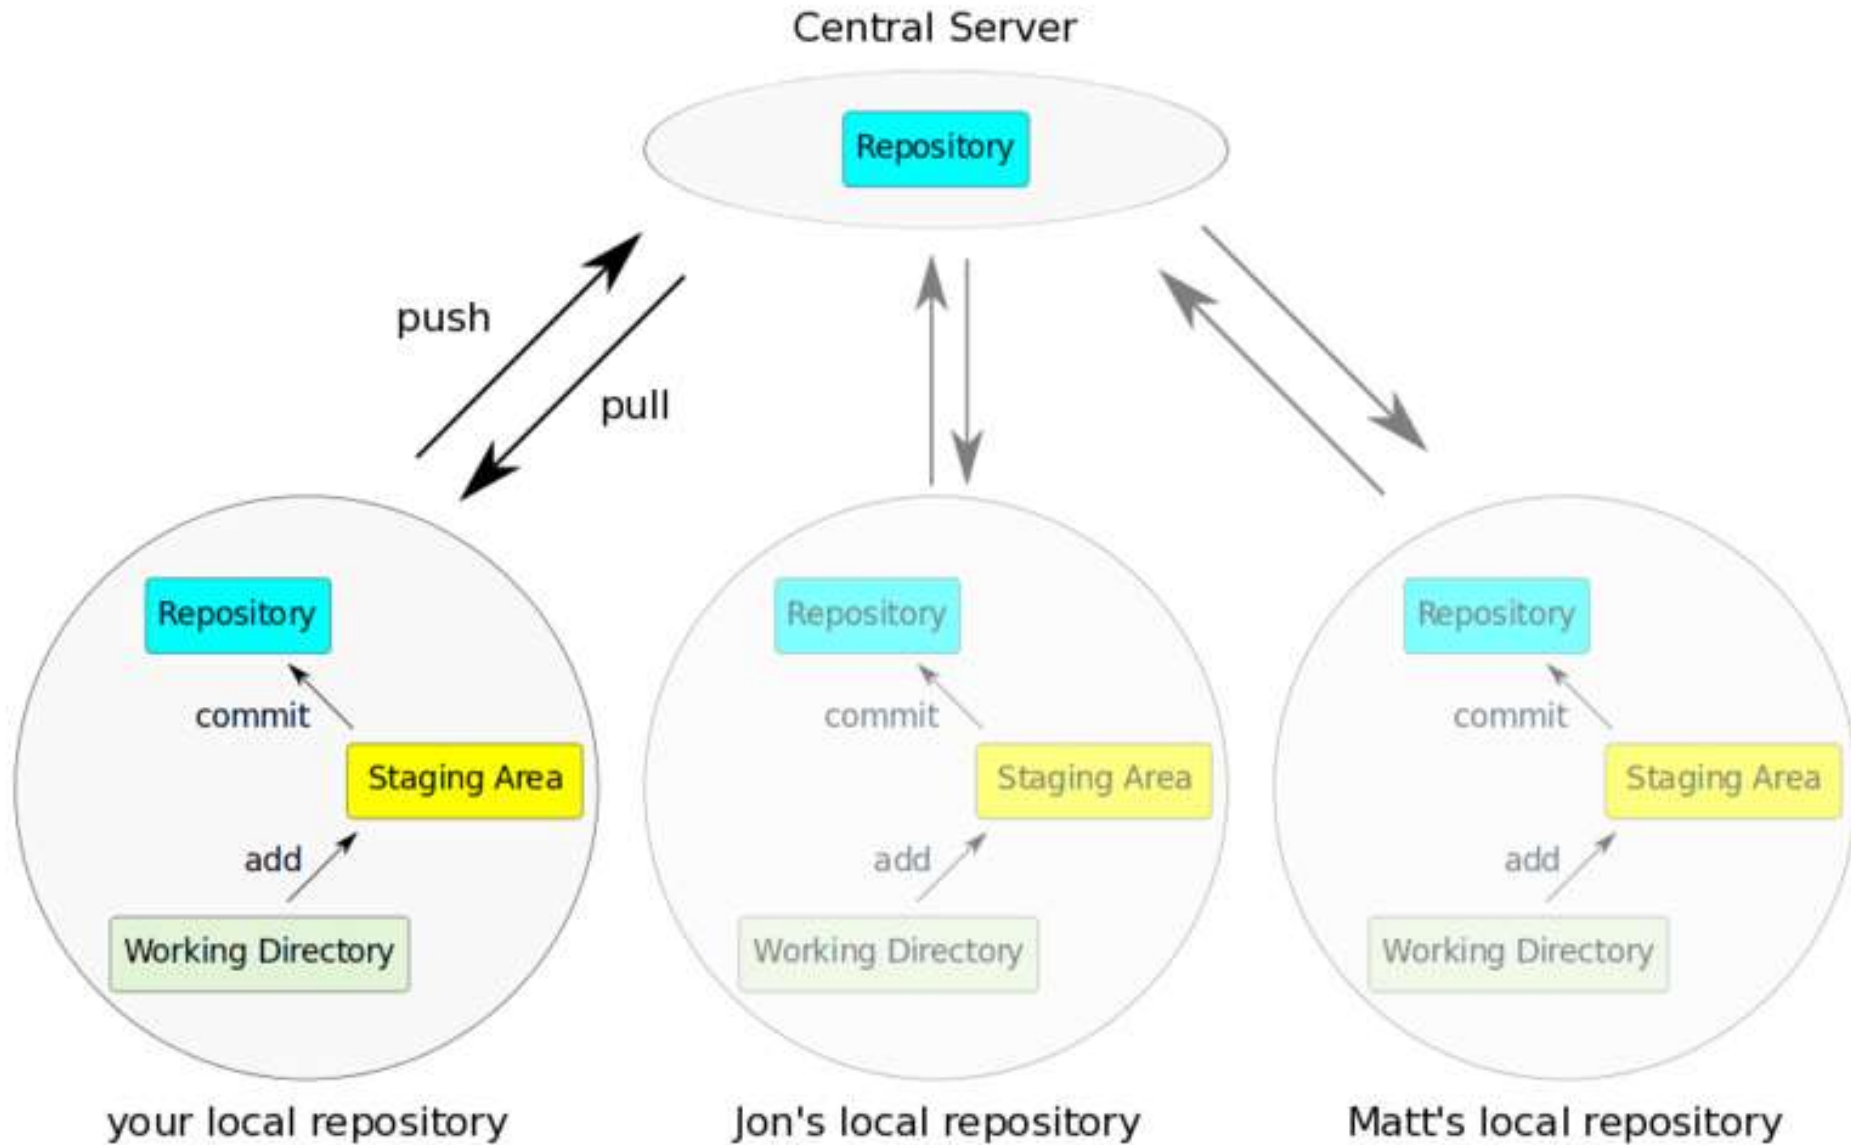 Central Server
Repository
push
pull
Repository
commit
Staging Area
add
Working Directory
your local repository
Repository
commit
Staging Area
add
Working Directory
Jon's local repository
Repository
commit
Staging Area
add
Working Directory
Matt's local repository